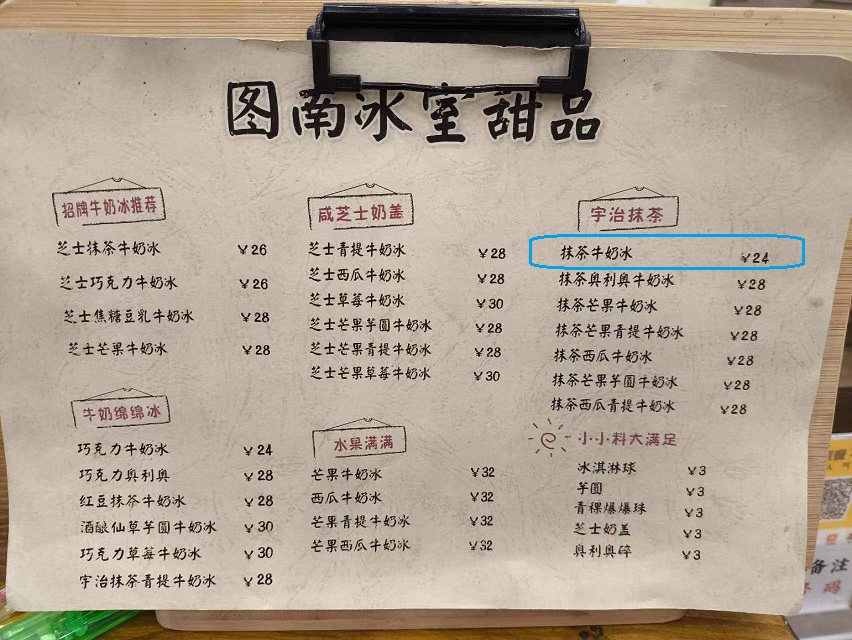 图南冰室甜品
招牌牛奶冰推荐
芝士抹茶牛奶冰 ¥26
芝士巧克力牛奶冰 ¥26
芝士焦糖豆乳牛奶冰 ¥28
芝士芒果牛奶冰 ¥28
牛奶绵绵冰
巧克力牛奶冰 ¥24
巧克力奥利奥 ¥28
红豆抹茶牛奶冰 ¥28
酒酿仙草芋圆牛奶冰 ¥30
巧克力草莓牛奶冰 ¥30
宇治抹茶青提牛奶冰 ¥28
咸芝士奶盖
芝士青提牛奶冰 ¥28
芝士西瓜牛奶冰 ¥28
芝士草莓牛奶冰 ¥30
芝士芒果芋圆牛奶冰 ¥28
芝士芒果青提牛奶冰 ¥28
芝士芒果草莓牛奶冰 ¥30
水果满满
芒果牛奶冰 ¥32
西瓜牛奶冰 ¥32
芒果青提牛奶冰 ¥32
芒果西瓜牛奶冰 ¥32
宇治抹茶
抹茶牛奶冰 ¥24
抹茶奥利奥牛奶冰 ¥28
抹茶芒果牛奶冰 ¥28
抹茶芒果青提牛奶冰 ¥28
抹茶西瓜牛奶冰 ¥28
抹茶芒果芋圆牛奶冰 ¥28
抹茶西瓜青提牛奶冰 ¥28
小小料大满足
冰淇淋球 ¥3
芋圆 ¥3
青稞爆爆珠 ¥3
芝士奶盖 ¥3
奥利奥碎 ¥3
备注